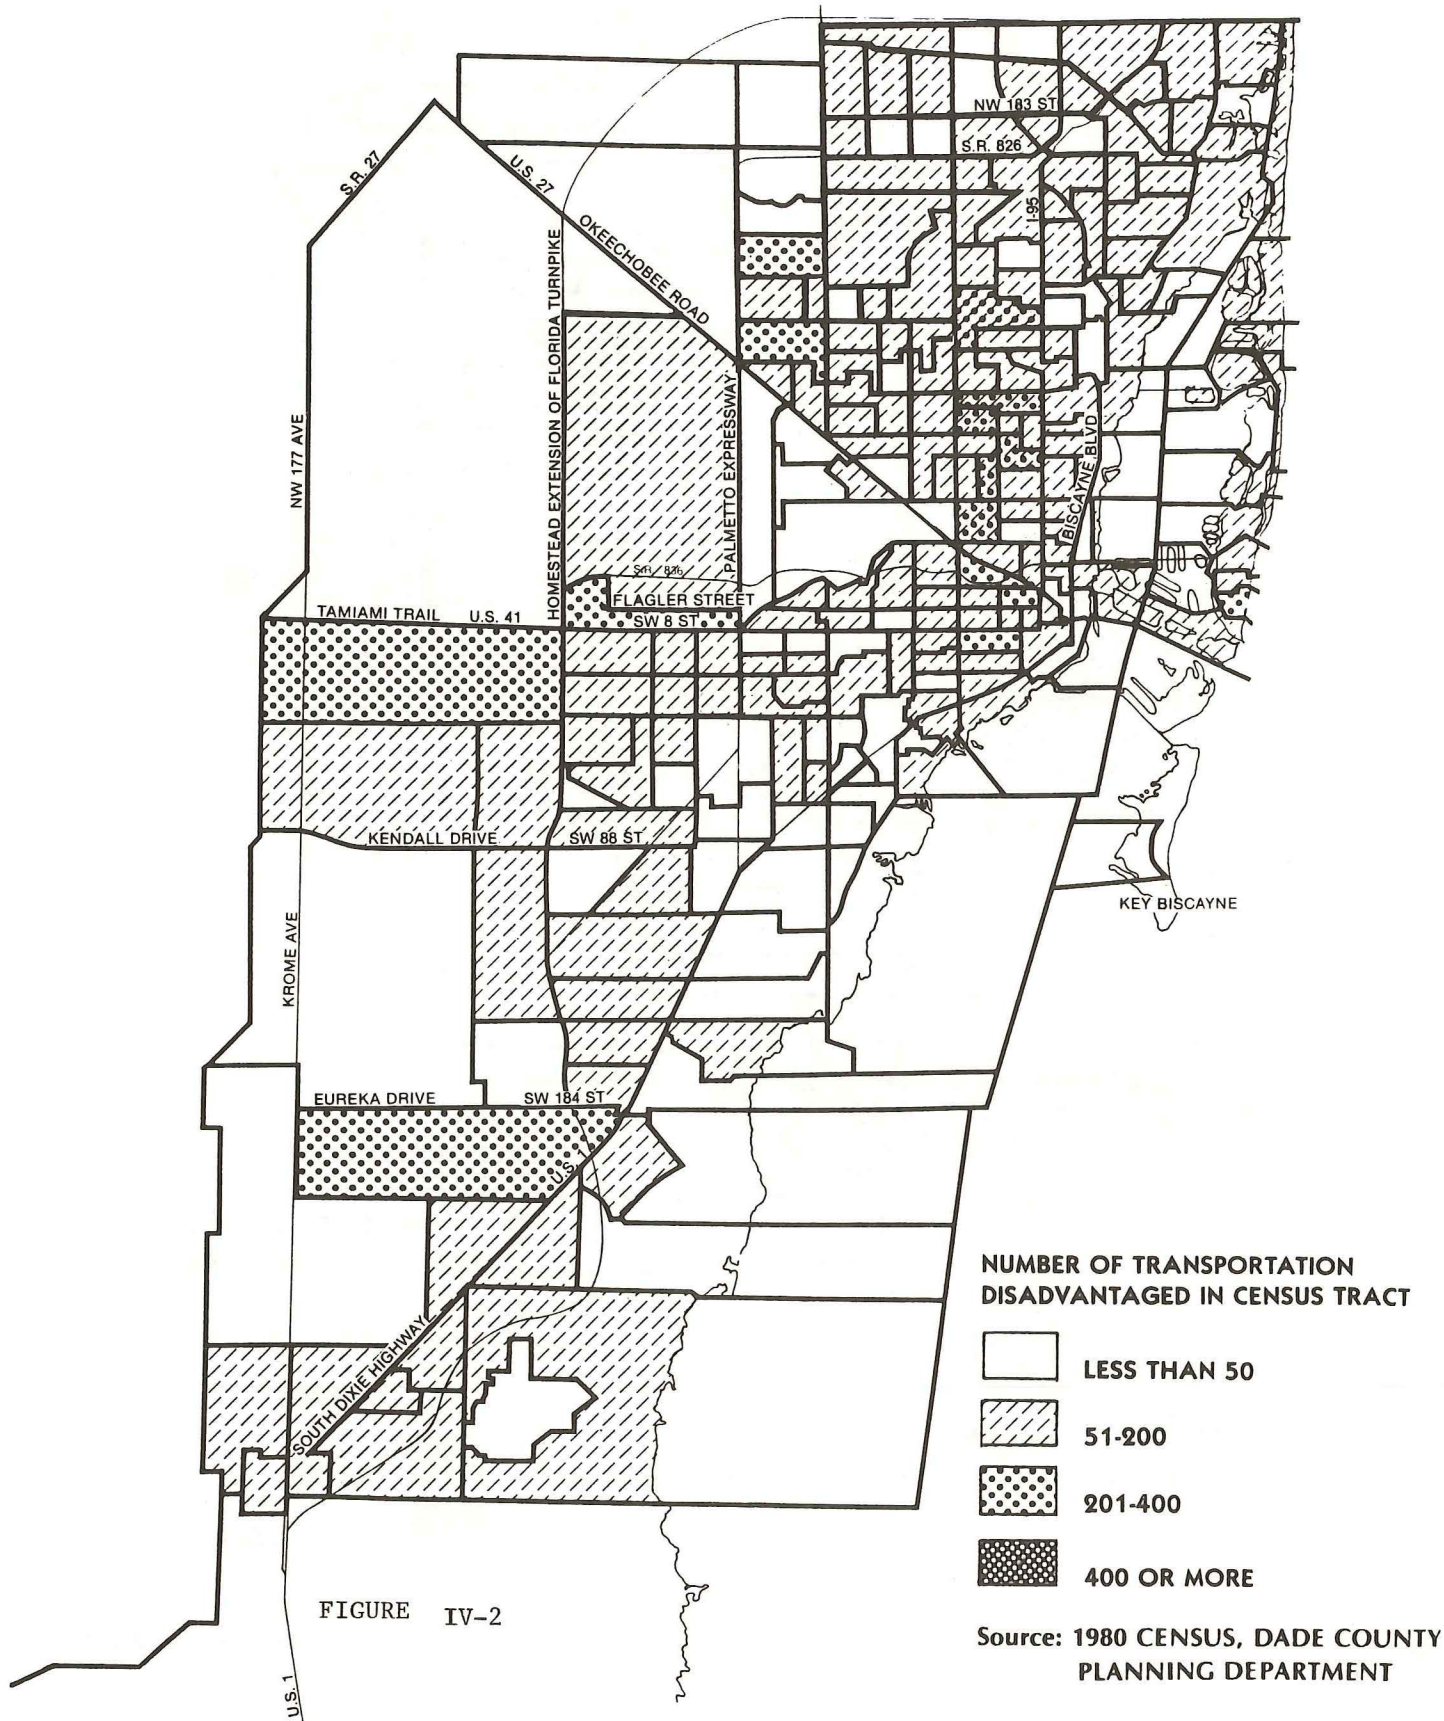 NW 183 ST
S.R. 826
S.R. 27
U.S. 27
I-95
OKEECHOBEE ROAD
HOMESTEAD EXTENSION OF FLORIDA TURNPIKE
NW 177 AVE
PALMETTO EXPRESSWAY
BISCAYNE BLVD
S.R. 836
FLAGLER STREET
TAMIAMI TRAIL U.S. 41
SW 8 ST
KENDALL DRIVE SW 88 ST
KEY BISCAYNE
KROME AVE
EUREKA DRIVE SW 184 ST
U.S. 1
SOUTH DIXIE HIGHWAY
NUMBER OF TRANSPORTATION
DISADVANTAGED IN CENSUS TRACT
LESS THAN 50
51-200
201-400
400 OR MORE
FIGURE IV-2
Source: 1980 CENSUS, DADE COUNTY
PLANNING DEPARTMENT
U.S. 1